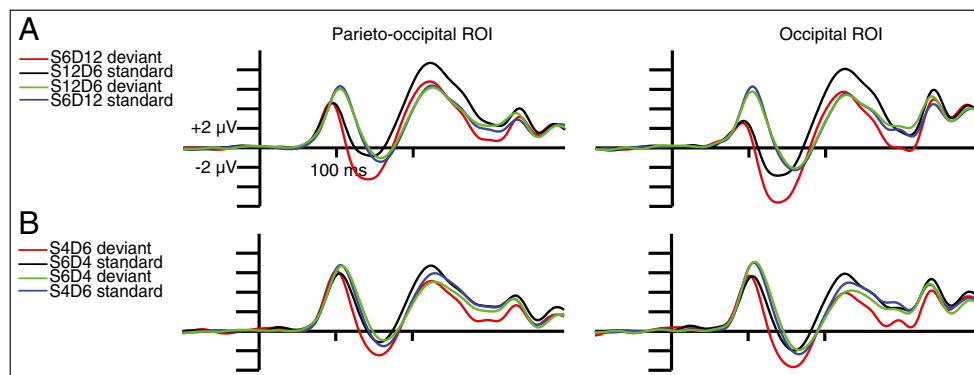 A
Parieto-occipital ROI
Occipital ROI
S6D12 deviant
S12D6 standard
S12D6 deviant
S6D12 standard
+2 µV
-2 µV
100 ms
B
S4D6 deviant
S6D4 standard
S6D4 deviant
S4D6 standard